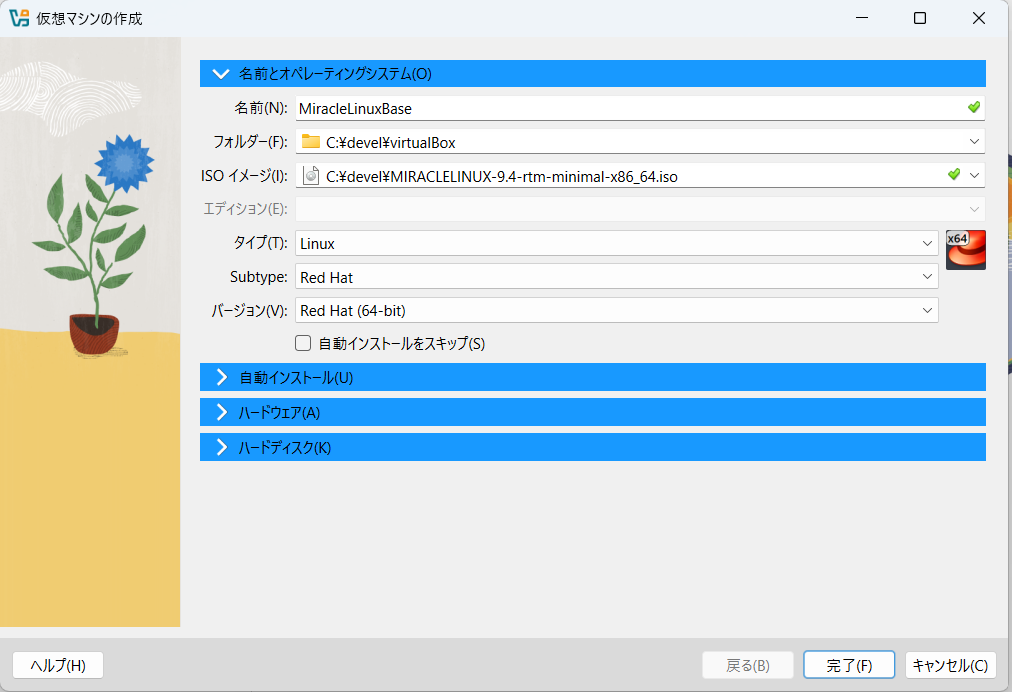 仮想マシンの作成
名前とオペレーティングシステム(O)
名前(N): MiracleLinuxBase
フォルダー(F): C:¥devel¥virtualBox
ISO イメージ(I): C:¥devel¥MIRACLELINUX-9.4-rtm-minimal-x86_64.iso
エディション(E):
タイプ(T): Linux
x64
Subtype: Red Hat
バージョン(V): Red Hat (64-bit)
自動インストールをスキップ(S)
自動インストール(U)
ハードウェア(A)
ハードディスク(K)
ヘルプ(H) 戻る(B) 完了(F) キャンセル(C)